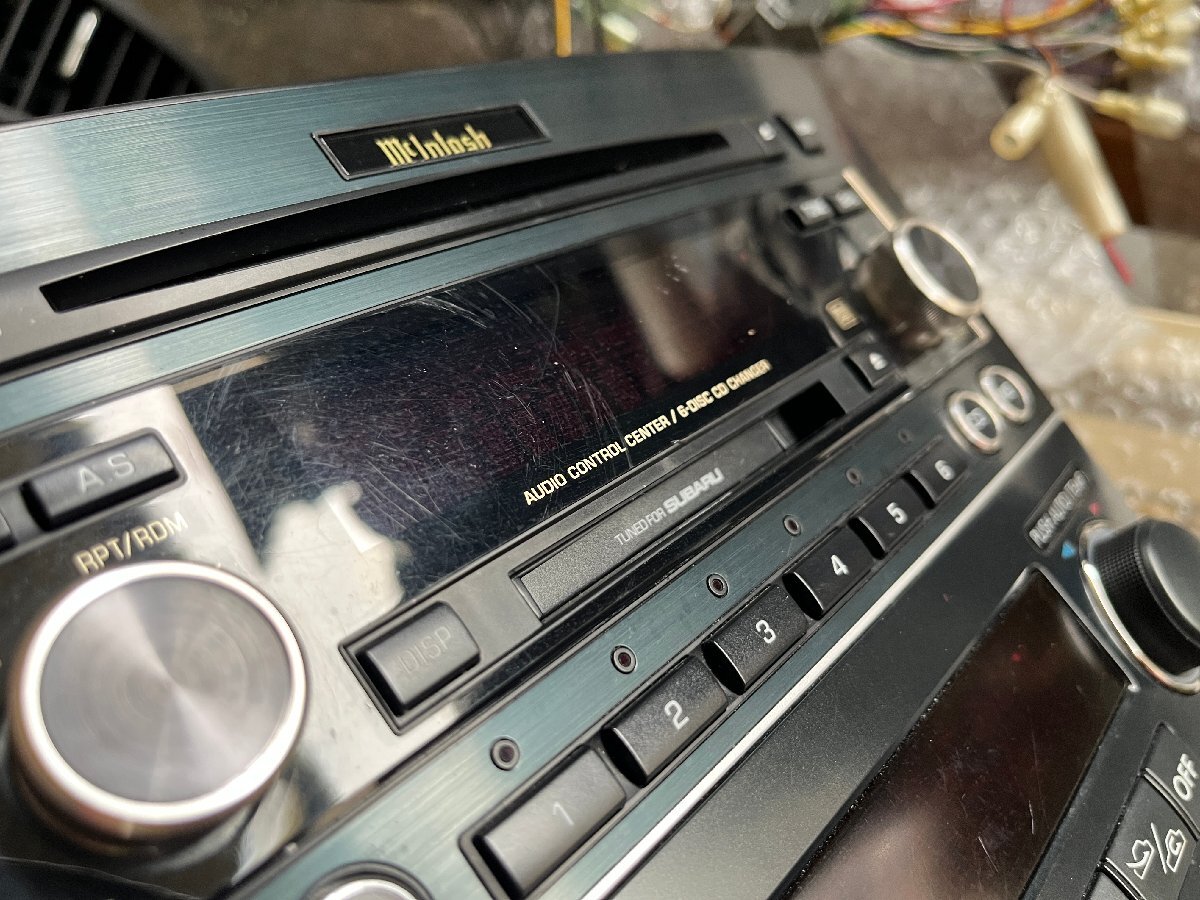 McIntosh
AUDIO CONTROL CENTER / 6-DISC CD CHANGER
TUNED FOR SUBARU
A.S
RPT/RDM
DISP
1
2
3
4
5
6
PUSH AUTO
OFF